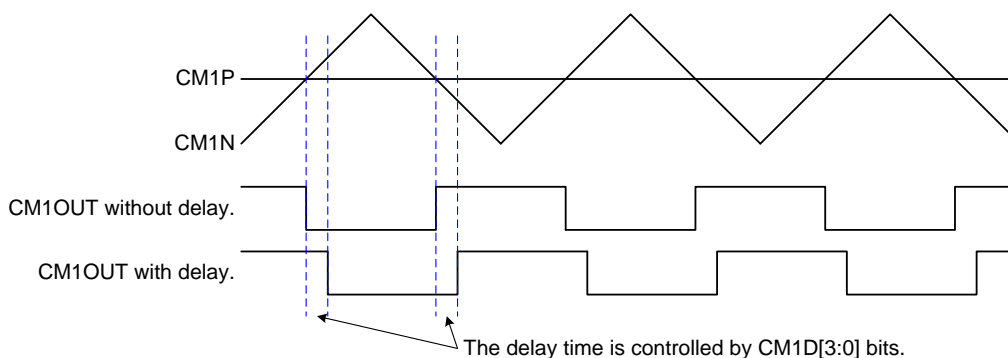 CM1P
CM1N
CM1OUT without delay.
CM1OUT with delay.
The delay time is controlled by CM1D[3:0] bits.